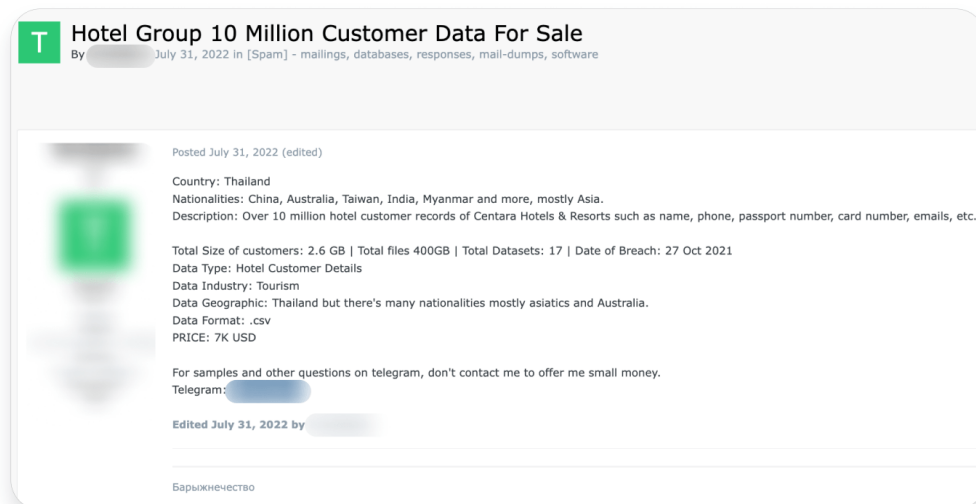 T
Hotel Group 10 Million Customer Data For Sale
By July 31, 2022 in [Spam] - mailings, databases, responses, mail-dumps, software
Posted July 31, 2022 (edited)
Country: Thailand
Nationalities: China, Australia, Taiwan, India, Myanmar and more, mostly Asia.
Description: Over 10 million hotel customer records of Centara Hotels & Resorts such as name, phone, passport number, card number, emails, etc.
Total Size of customers: 2.6 GB | Total files 400GB | Total Datasets: 17 | Date of Breach: 27 Oct 2021
Data Type: Hotel Customer Details
Data Industry: Tourism
Data Geographic: Thailand but there's many nationalities mostly asiatics and Australia.
Data Format: .csv
PRICE: 7K USD
For samples and other questions on telegram, don't contact me to offer me small money.
Telegram:
Edited July 31, 2022 by
Барыжнечество